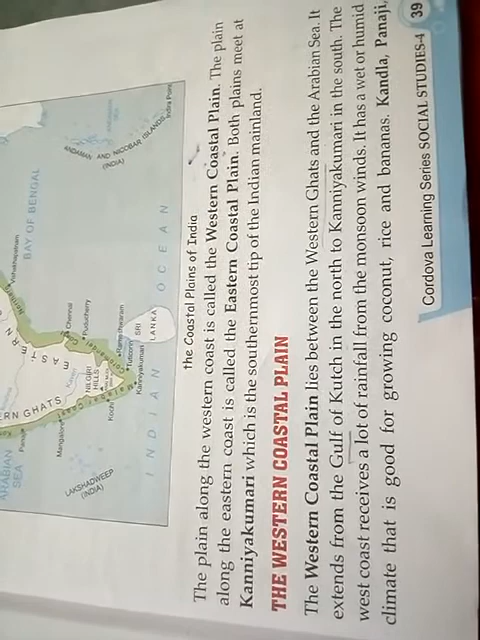 BAY OF BENGAL
ARABIAN
SEA
Vishakhapatnam
Chennai
Puducherry
Rameshwaram
Tuticorin
Kanniyakumari
Kochi
Mangalore
Panaji
RN GHATS
NILGIRI
HILLS
SRI
LANKA
LAKSHADWEEP
(INDIA)
ANDAMAN AND NICOBAR ISLANDS
(INDIA)
Indira Point
INDIAN OCEAN
the Coastal Plains of India
The plain along the western coast is called the Western Coastal Plain. The plain
along the eastern coast is called the Eastern Coastal Plain. Both plains meet at
Kanniyakumari which is the southernmost tip of the Indian mainland.
THE WESTERN COASTAL PLAIN
The Western Coastal Plain lies between the Western Ghats and the Arabian Sea. It
extends from the Gulf of Kutch in the north to Kanniyakumari in the south. The
west coast receives a lot of rainfall from the monsoon winds. It has a wet or humid
climate that is good for growing coconut, rice and bananas. Kandla, Panaji,
Cordova Learning Series SOCIAL STUDIES-4 39